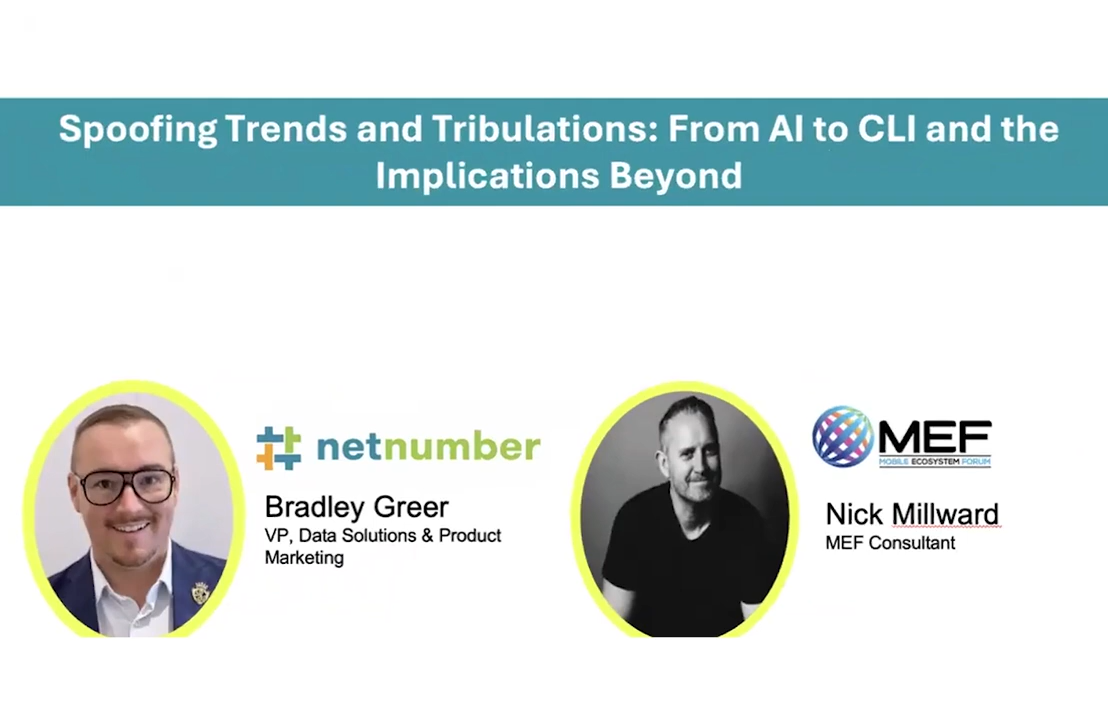 Spoofing Trends and Tribulations: From AI to CLI and the
Implications Beyond
netnumber
Bradley Greer
VP, Data Solutions & Product
Marketing
MEF
MOBILE ECOSYSTEM FORUM
Nick Millward
MEF Consultant